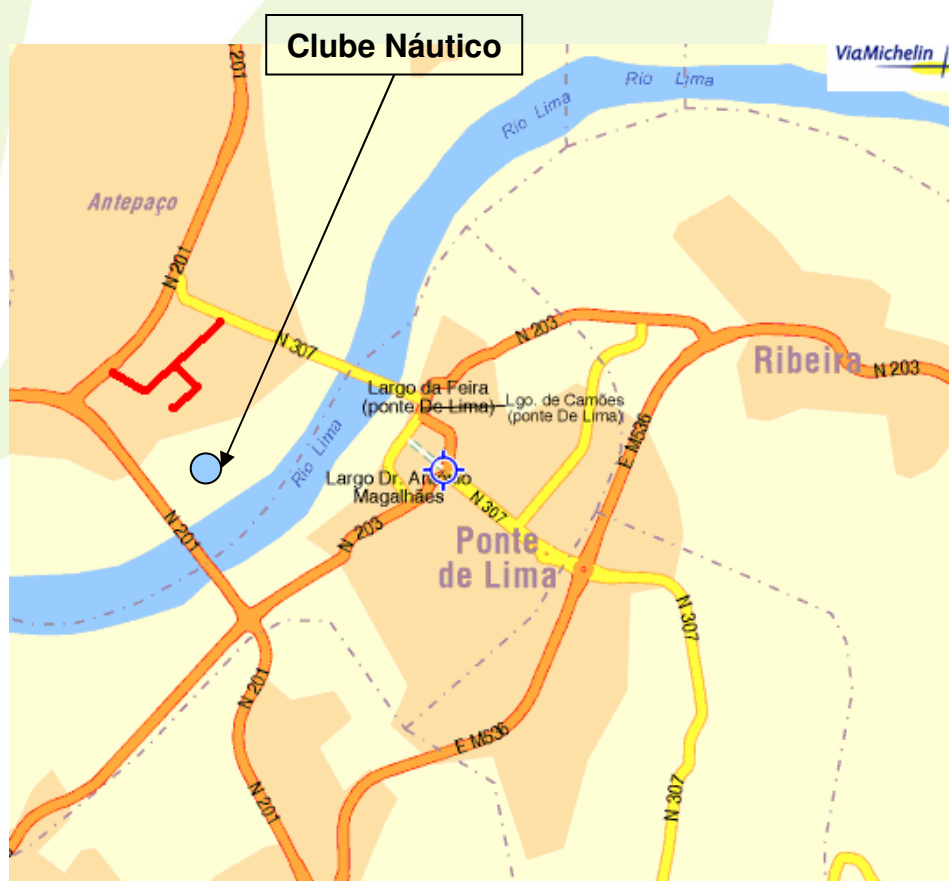 Clube Náutico
ViaMichelin
N 201
Rio Lima
Rio Lima
Antepaço
N 201
N 307
N 203
Ribeira
N 203
Largo da Feira
(ponte De Lima)
Lgo. de Camões
(ponte De Lima)
E M536
Rio Lima
Largo Dr. António
Magalhães
N 307
N 201
N 203
Ponte
de Lima
N 307
N 201
E M536
N 201
N 307